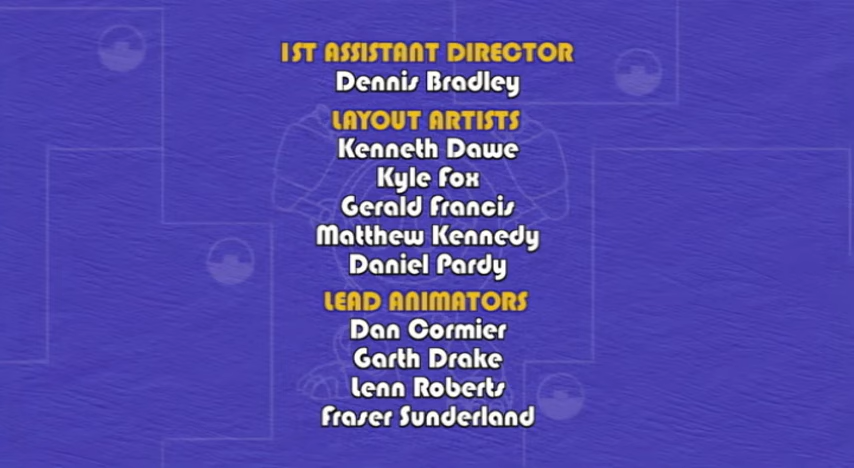 1ST ASSISTANT DIRECTOR
Dennis Bradley
LAYOUT ARTISTS
Kenneth Dawe
Kyle Fox
Gerald Francis
Matthew Kennedy
Daniel Pardy
LEAD ANIMATORS
Dan Cormier
Garth Drake
Lenn Roberts
Fraser Sunderland